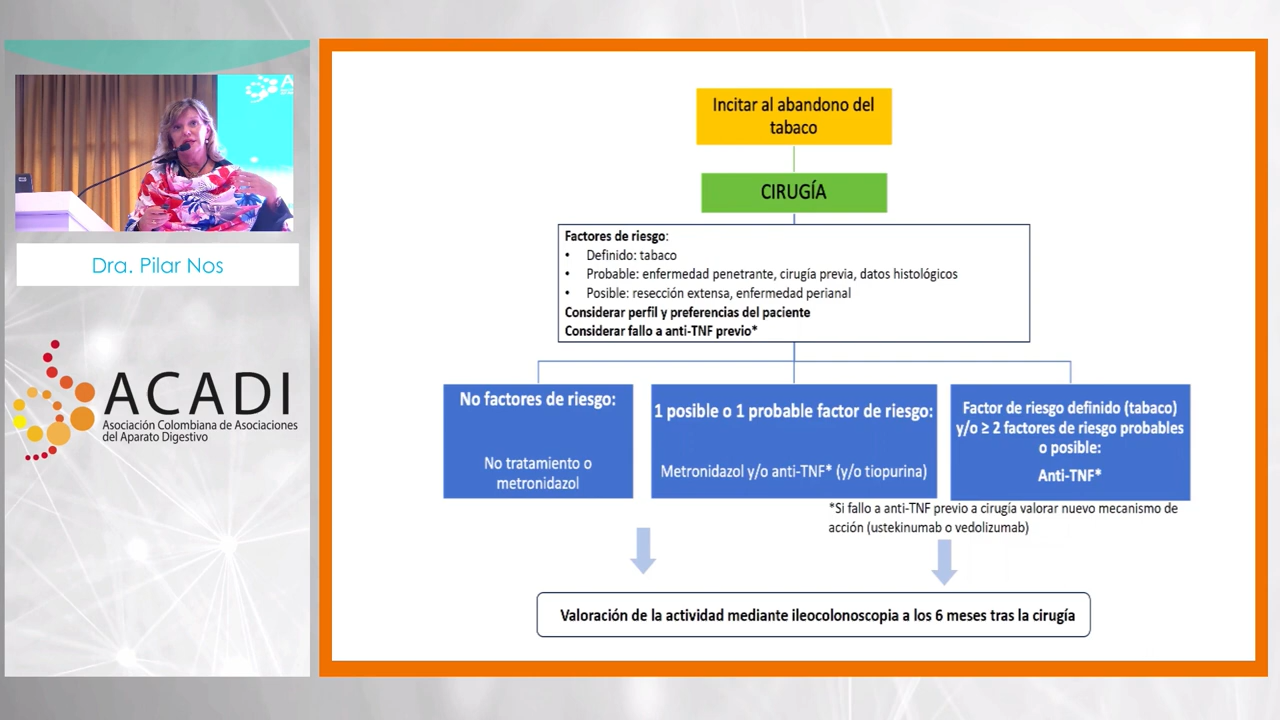 Dra. Pilar Nos
ACADI
Asociación Colombiana de Asociaciones
del Aparato Digestivo
Incitar al abandono del
tabaco
CIRUGÍA
Factores de riesgo:
• Definido: tabaco
• Probable: enfermedad penetrante, cirugía previa, datos histológicos
• Posible: resección extensa, enfermedad perianal
Considerar perfil y preferencias del paciente
Considerar fallo a anti-TNF previo*
No factores de riesgo:
No tratamiento o
metronidazol
1 posible o 1 probable factor de riesgo:
Metronidazol y/o anti-TNF* (y/o tiopurina)
Factor de riesgo definido (tabaco)
y/o ≥ 2 factores de riesgo probables
o posible:
Anti-TNF*
*Si fallo a anti-TNF previo a cirugía valorar nuevo mecanismo de
acción (ustekinumab o vedolizumab)
Valoración de la actividad mediante ileocolonoscopia a los 6 meses tras la cirugía